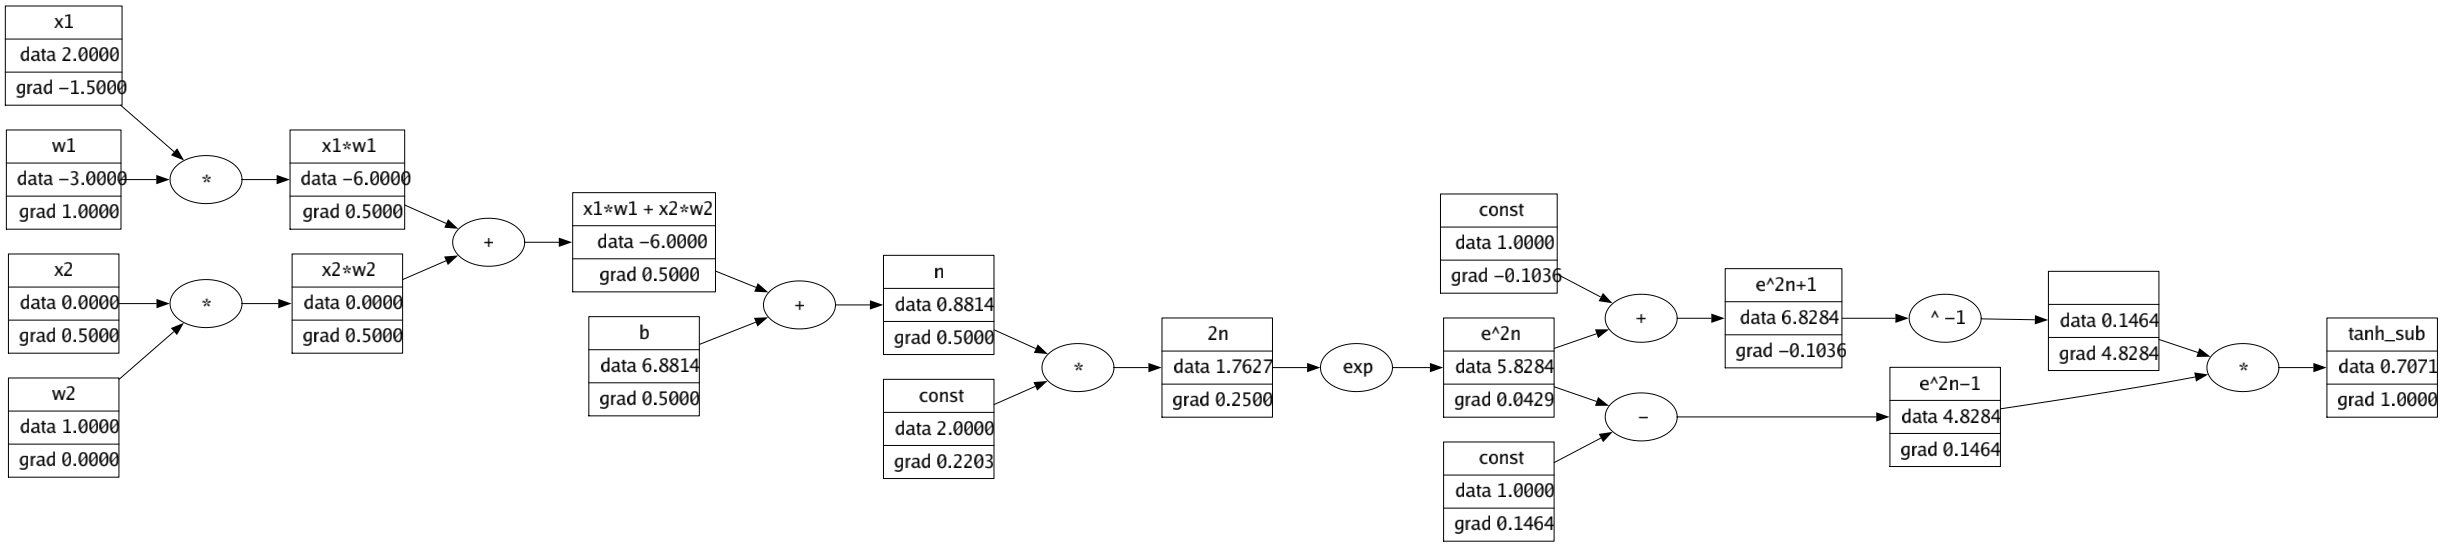 x1
data 2.0000
grad −1.5000
w1
data −3.0000
grad 1.0000
x2
data 0.0000
grad 0.5000
w2
data 1.0000
grad 0.0000
*
*
x1*w1
data −6.0000
grad 0.5000
x2*w2
data 0.0000
grad 0.5000
+
x1*w1 + x2*w2
data −6.0000
grad 0.5000
b
data 6.8814
grad 0.5000
+
n
data 0.8814
grad 0.5000
const
data 2.0000
grad 0.2203
*
2n
data 1.7627
grad 0.2500
exp
const
data 1.0000
grad −0.1036
e^2n
data 5.8284
grad 0.0429
const
data 1.0000
grad 0.1464
+
−
e^2n+1
data 6.8284
grad −0.1036
^ −1
e^2n−1
data 4.8284
grad 0.1464
data 0.1464
grad 4.8284
*
tanh_sub
data 0.7071
grad 1.0000